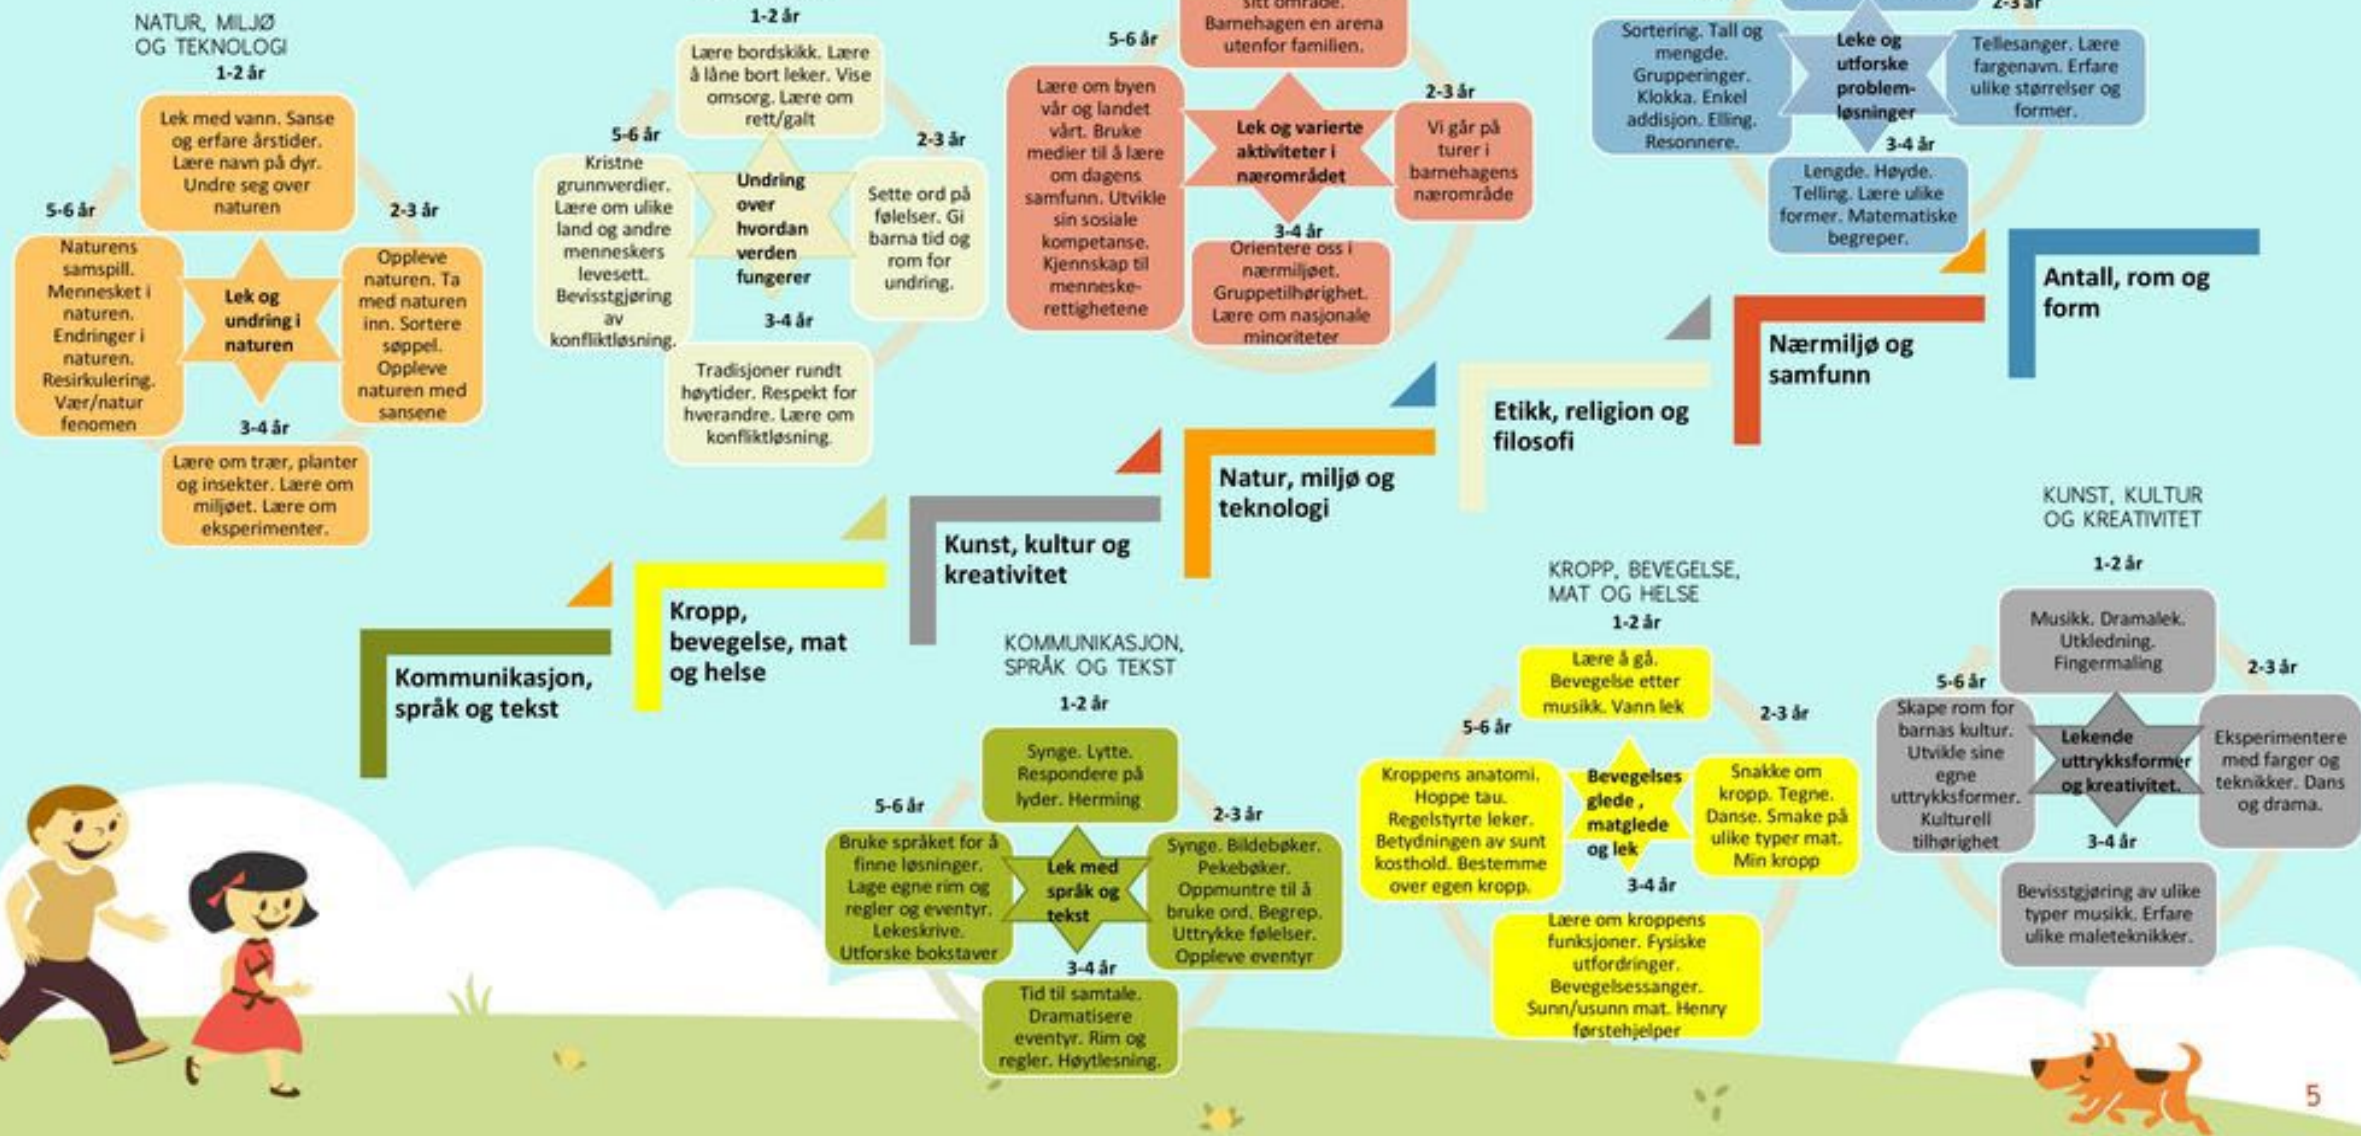 NATUR, MILJØ
OG TEKNOLOGI
1-2 år
Lek med vann. Sanse
og erfare årstider.
Lære navn på dyr.
Undre seg over
naturen
5-6 år
2-3 år
Naturens
samspill.
Mennesket i
naturen.
Endringer i
naturen.
Resirkulering.
Vær/natur
fenomen
Lek og
undring i
naturen
Oppleve
naturen. Ta
med naturen
inn. Sortere
søppel.
Oppleve
naturen med
sansene
3-4 år
Lære om trær, planter
og insekter. Lære om
miljøet. Lære om
eksperimenter.
1-2 år
Lære bordskikk. Lære
å låne bort leker. Vise
omsorg. Lære om
rett/galt
5-6 år
2-3 år
Kristne
grunnverdier.
Lære om ulike
land og andre
menneskers
levesett.
Bevisstgjøring
av
konfliktløsning.
Undring
over
hvordan
verden
fungerer
Sette ord på
følelser. Gi
barna tid og
rom for
undring.
3-4 år
Tradisjoner rundt
høytider. Respekt for
hverandre. Lære om
konfliktløsning.
sitt område.
Barnehagen en arena
utenfor familien.
5-6 år
2-3 år
Lære om byen
vår og landet
vårt. Bruke
medier til å lære
om dagens
samfunn. Utvikle
sin sosiale
kompetanse.
Kjennskap til
menneske-
rettighetene
Lek og varierte
aktiviteter i
nærområdet
Vi går på
turer i
barnehagens
nærområde
3-4 år
Orientere oss i
nærmiljøet.
Gruppetilhørighet.
Lære om nasjonale
minoriteter
2-3 år
Sortering. Tall og
mengde.
Grupperinger.
Klokka. Enkel
addisjon. Elling.
Resonnere.
Leke og
utforske
problem-
løsninger
Tellesanger. Lære
fargenavn. Erfare
ulike størrelser og
former.
3-4 år
Lengde. Høyde.
Telling. Lære ulike
former. Matematiske
begreper.
Antall, rom og
form
Nærmiljø og
samfunn
Etikk, religion og
filosofi
Natur, miljø og
teknologi
Kunst, kultur og
kreativitet
Kropp,
bevegelse, mat
og helse
Kommunikasjon,
språk og tekst
KOMMUNIKASJON,
SPRÅK OG TEKST
1-2 år
Synge. Lytte.
Respondere på
lyder. Herming
5-6 år
2-3 år
Bruke språket for å
finne løsninger.
Lage egne rim og
regler og eventyr.
Lekeskrive.
Utforske bokstaver
Lek med
språk og
tekst
Synge. Bildebøker.
Pekebøker.
Oppmuntre til å
bruke ord. Begrep.
Uttrykke følelser.
Oppleve eventyr
3-4 år
Tid til samtale.
Dramatisere
eventyr. Rim og
regler. Høytlesning.
KROPP, BEVEGELSE,
MAT OG HELSE
1-2 år
Lære å gå.
Bevegelse etter
musikk. Vann lek
5-6 år
2-3 år
Kroppens anatomi.
Hoppe tau.
Regelstyrte leker.
Betydningen av sunt
kosthold. Bestemme
over egen kropp.
Bevegelses
glede ,
matglede
og lek
Snakke om
kropp. Tegne.
Danse. Smake på
ulike typer mat.
Min kropp
3-4 år
Lære om kroppens
funksjoner. Fysiske
utfordringer.
Bevegelsessanger.
Sunn/usunn mat. Henry
førstehjelper
KUNST, KULTUR
OG KREATIVITET
1-2 år
Musikk. Dramalek.
Utkledning.
Fingermaling
5-6 år
2-3 år
Skape rom for
barnas kultur.
Utvikle sine
egne
uttrykksformer.
Kulturell
tilhørighet
Lekende
uttrykksformer
og kreativitet.
Eksperimentere
med farger og
teknikker. Dans
og drama.
3-4 år
Bevisstgjøring av ulike
typer musikk. Erfare
ulike maleteknikker.
5